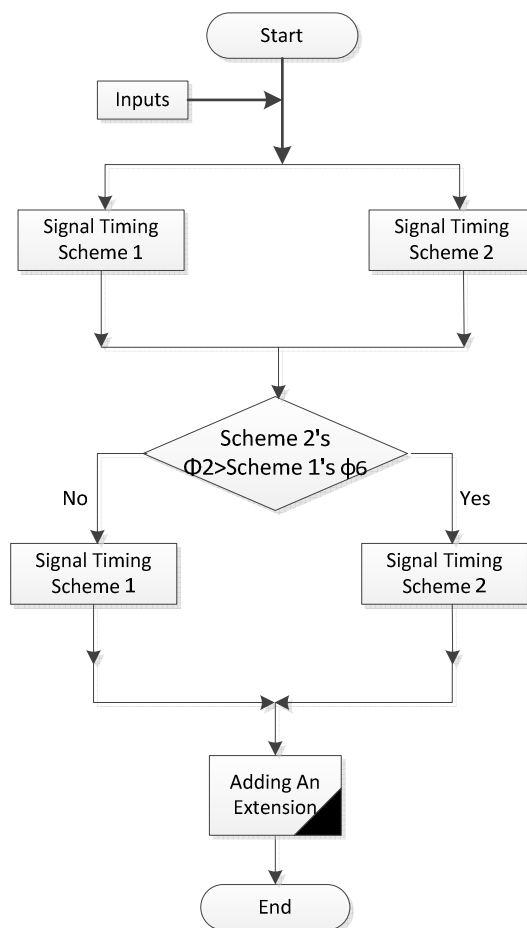 Start
Inputs
Signal Timing
Scheme 1
Signal Timing
Scheme 2
Scheme 2's
Φ2>Scheme 1's ϕ6
No
Yes
Signal Timing
Scheme 1
Signal Timing
Scheme 2
Adding An
Extension
End